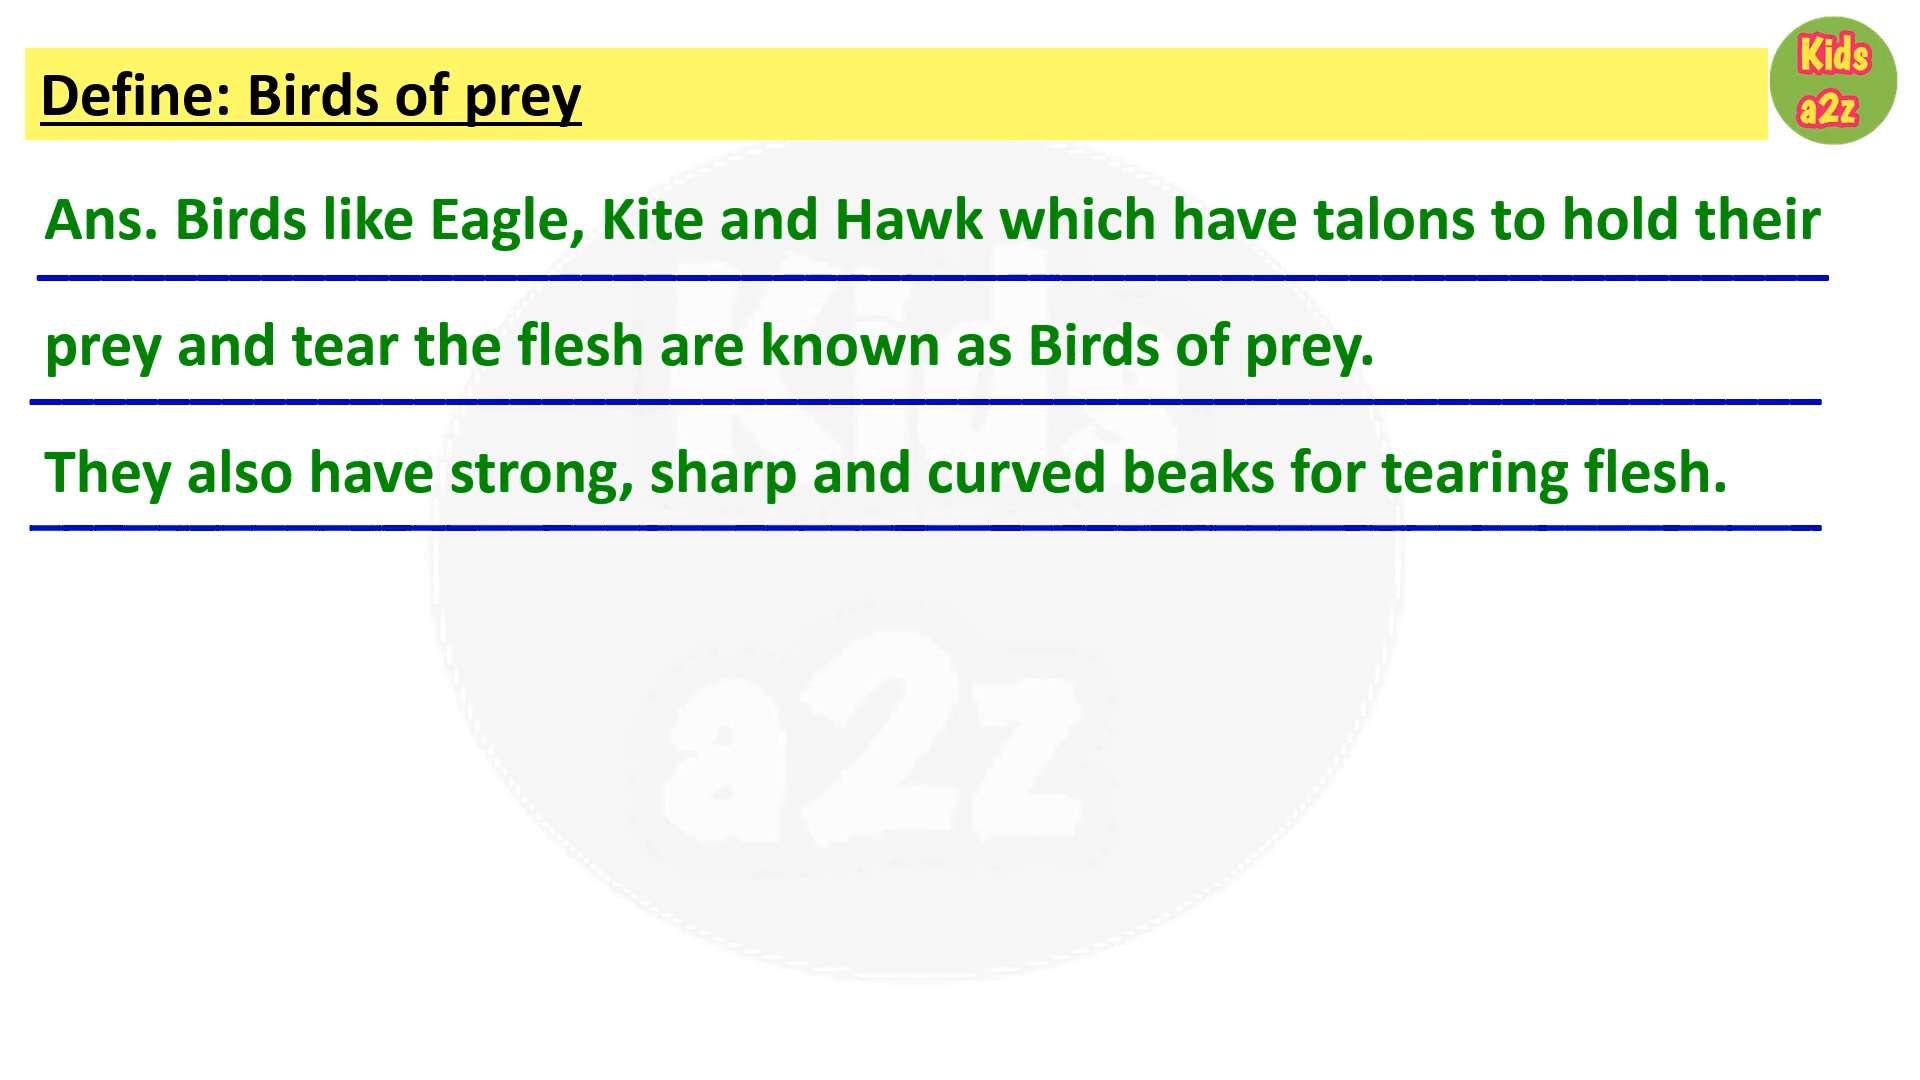 Define: Birds of prey
Kids
a2z
Ans. Birds like Eagle, Kite and Hawk which have talons to hold their
prey and tear the flesh are known as Birds of prey.
They also have strong, sharp and curved beaks for tearing flesh.
Kids
a2z